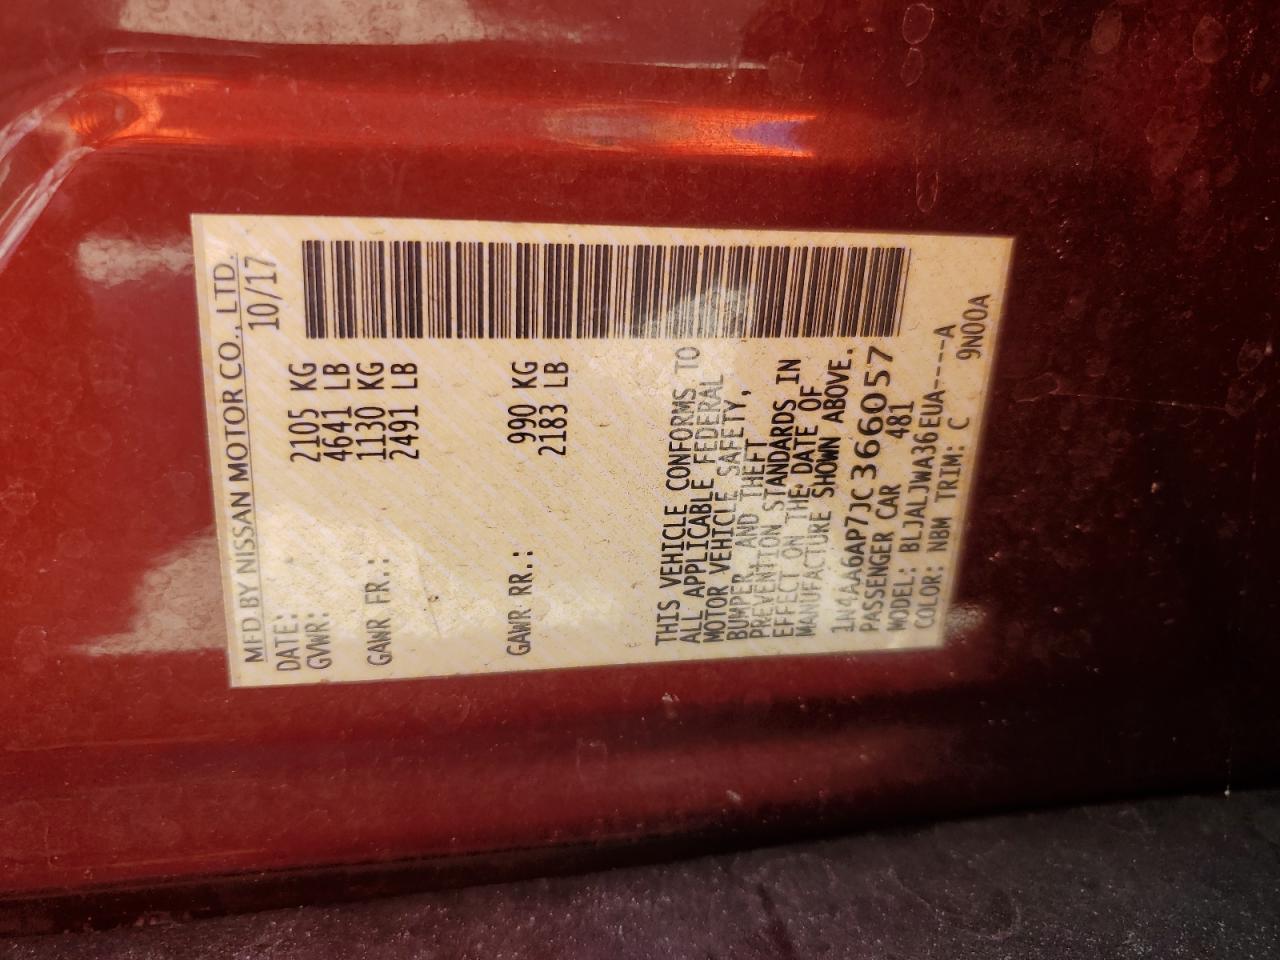 MFD BY NISSAN MOTOR CO., LTD.
DATE: 10/17
GVWR: 2105 KG
4641 LB
GAWR FR.: 1130 KG
2491 LB
GAWR RR.: 990 KG
2183 LB
THIS VEHICLE CONFORMS TO
ALL APPLICABLE FEDERAL
MOTOR VEHICLE SAFETY,
BUMPER, AND THEFT
PREVENTION STANDARDS IN
EFFECT ON THE DATE OF
MANUFACTURE SHOWN ABOVE.
1N4AA6AP7JC366057
PASSENGER CAR 481
MODEL: BLJALJWA36EUA----A
COLOR: NBM TRIM: C 9N00A